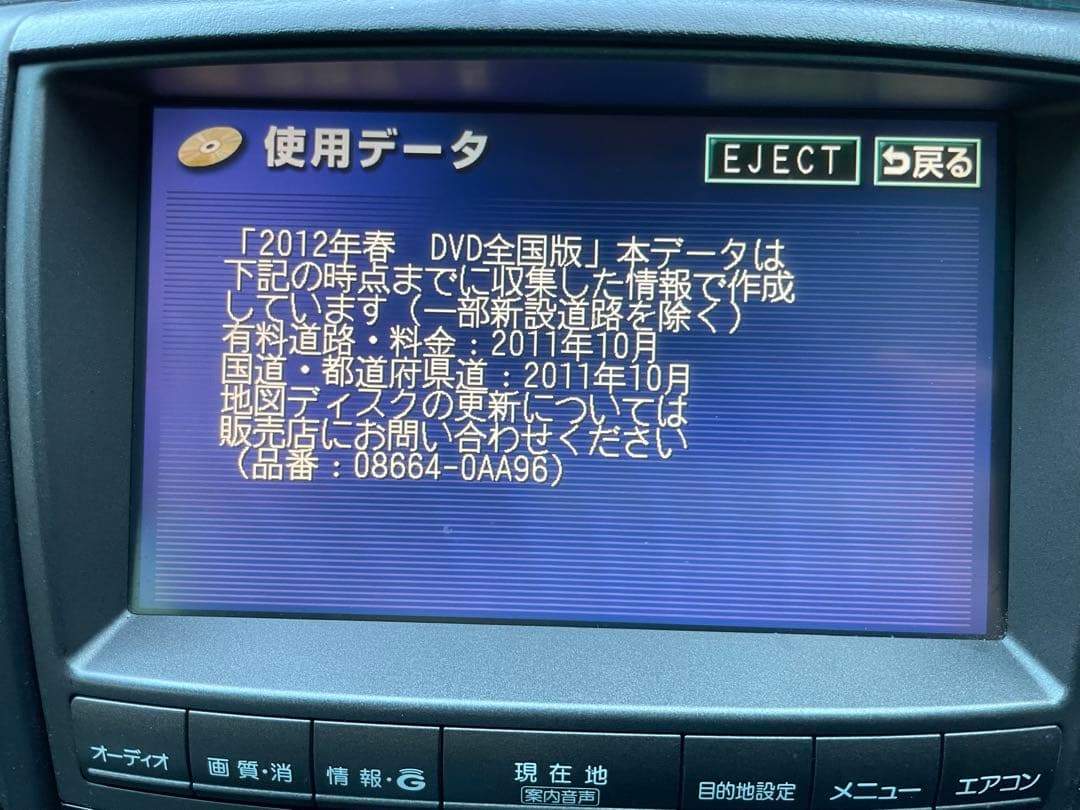 使用データ
EJECT
戻る
「2012年春　DVD全国版」本データは
下記の時点までに収集した情報で作成
しています（一部新設道路を除く）
有料道路・料金：2011年10月
国道・都道府県道：2011年10月
地図ディスクの更新については
販売店にお問い合わせください
（品番：08664-0AA96）
オーディオ
画質・消
情報・G
現在地
案内音声
目的地設定
メニュー
エアコン